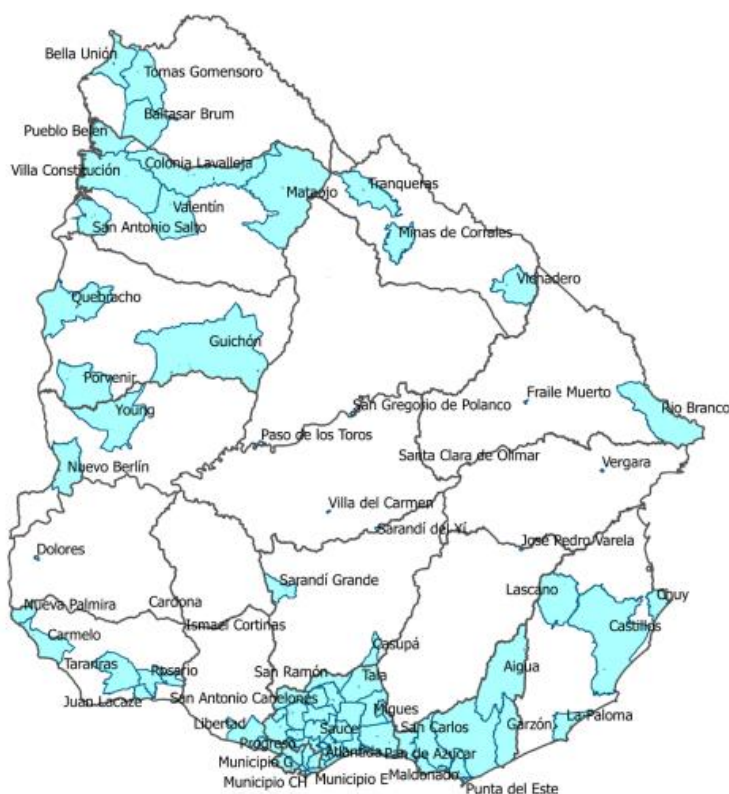 Bella Unión
Tomas Gomensoro
Baltasar Brum
Pueblo Belén
Colonia Lavalleja
Villa Constitución
Mataojo
Tranqueras
Valentín
San Antonio Salto
Minas de Corrales
Vichadero
Quebracho
Guichón
Porvenir
Young
San Gregorio de Polanco
Fraile Muerto
Rio Branco
Paso de los Toros
Santa Clara de Olimar
Nuevo Berlín
Vergara
Villa del Carmen
Sarandí del Yí
José Pedro Varela
Dolores
Sarandí Grande
Lascano
Chuy
Nueva Palmira
Cardona
Ismael Cortinas
Castillos
Carmelo
Casupá
Tarariras
Rosario
San Ramón
Tala
Aigua
Juan Lacaze
San Antonio Canelones
Migues
La Paloma
Libertad
Sauce
San Carlos
Garzón
Progreso
Atlántida
Pan de Azúcar
Municipio G
Maldonado
Municipio CH
Municipio E
Punta del Este